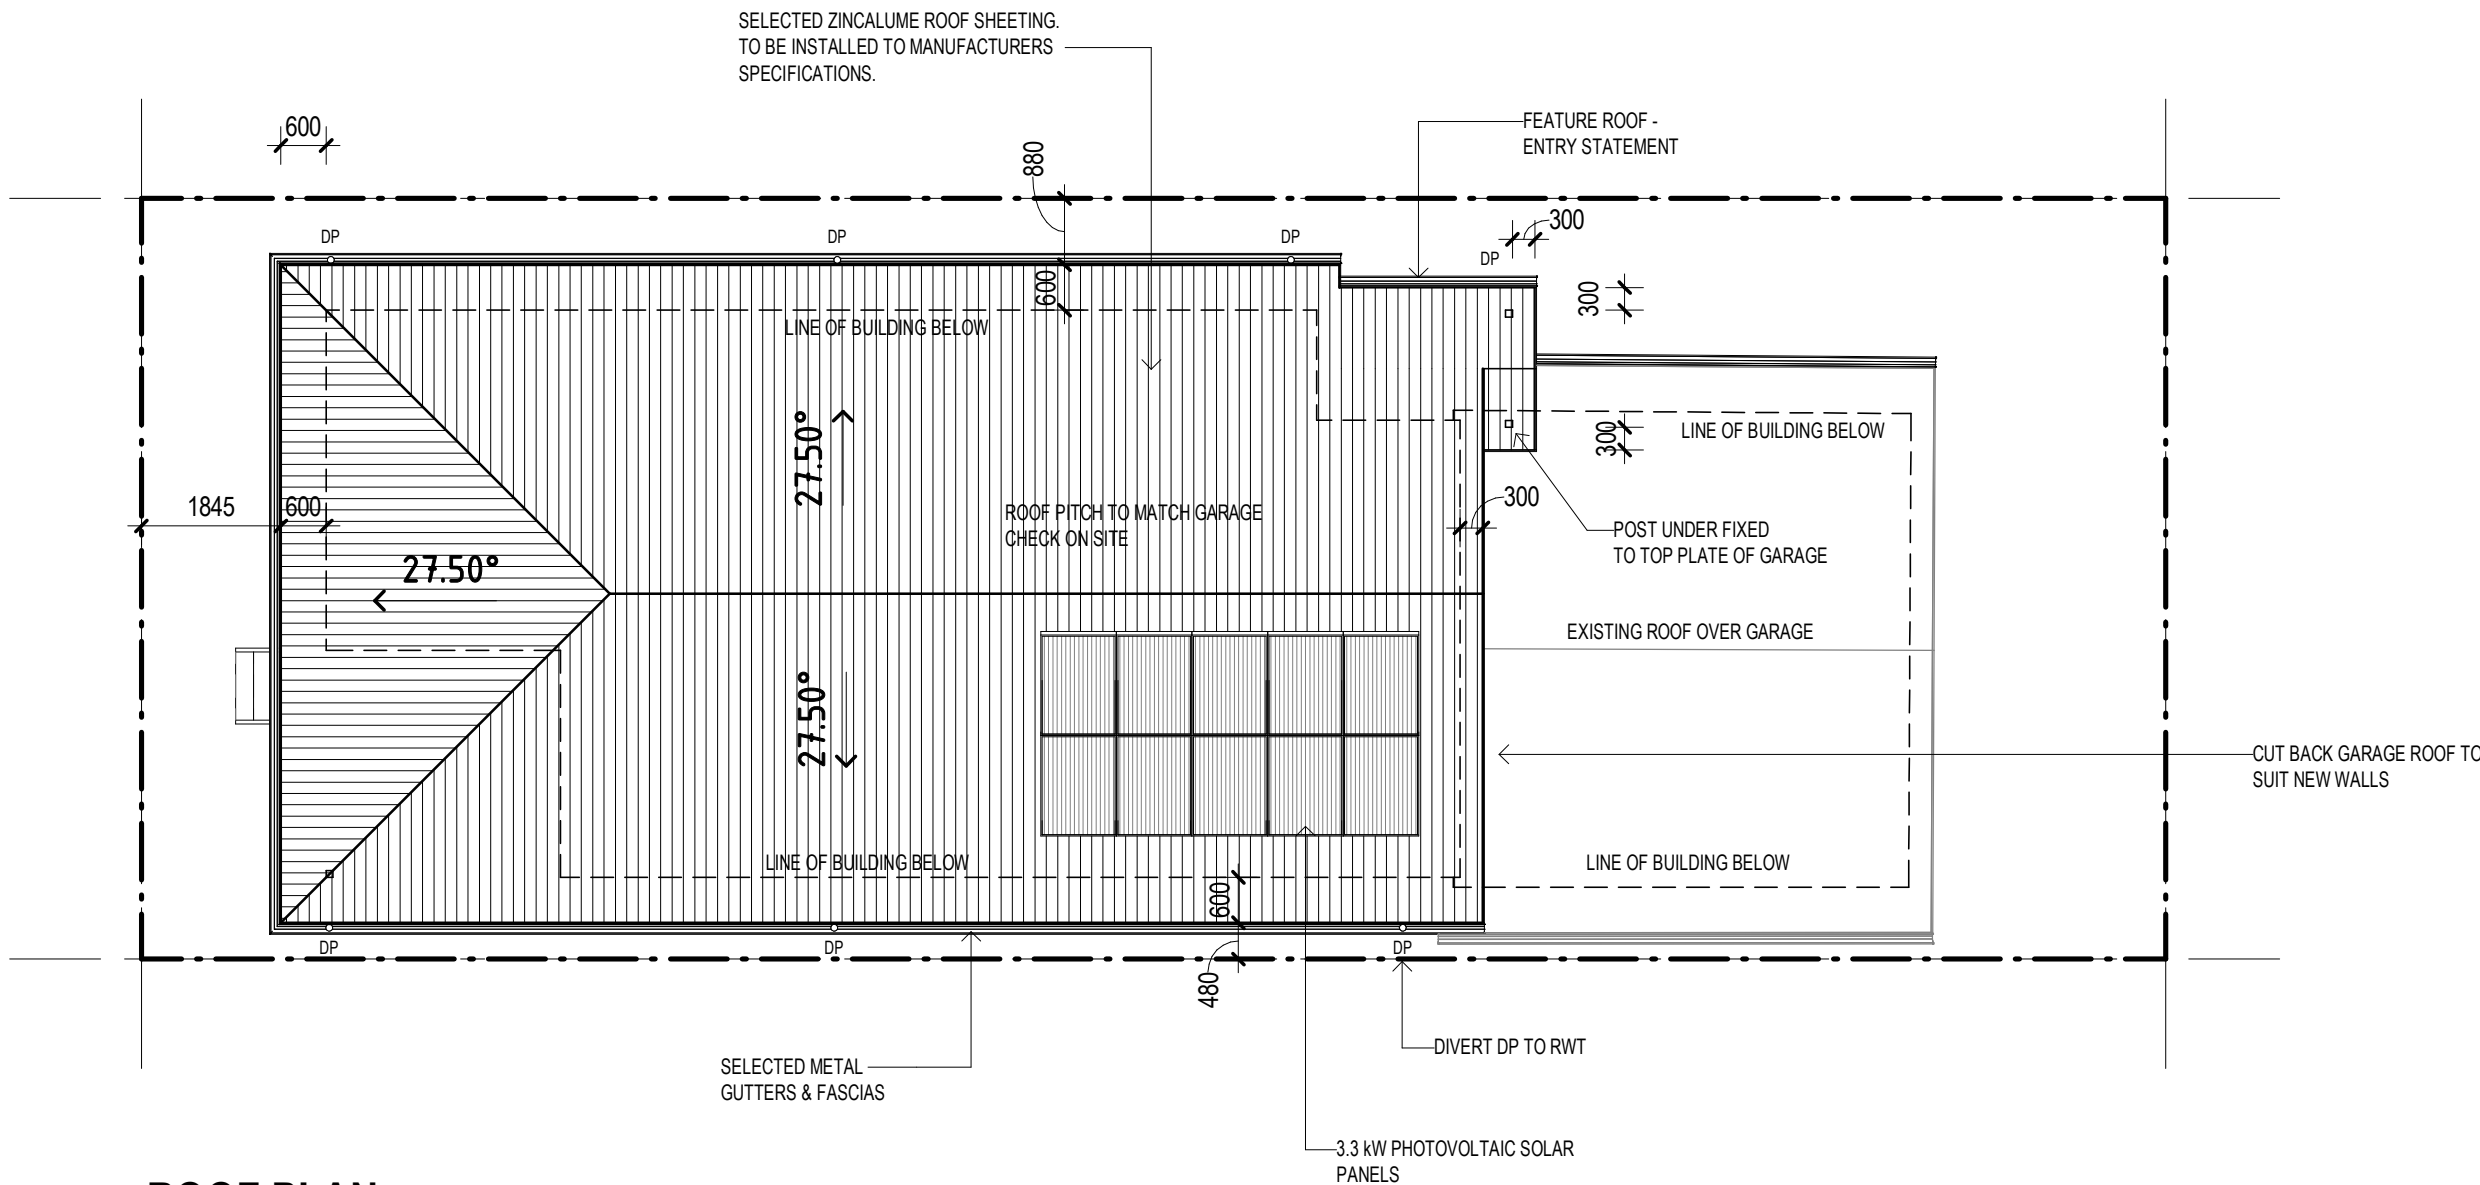 SELECTED ZINCALUME ROOF SHEETING.
TO BE INSTALLED TO MANUFACTURERS
SPECIFICATIONS.
600
880
FEATURE ROOF -
ENTRY STATEMENT
300
DP
DP
DP
DP
600
300
LINE OF BUILDING BELOW
27.50°
300
LINE OF BUILDING BELOW
1845
600
300
ROOF PITCH TO MATCH GARAGE
CHECK ON SITE
POST UNDER FIXED
TO TOP PLATE OF GARAGE
27.50°
EXISTING ROOF OVER GARAGE
27.50°
CUT BACK GARAGE ROOF TO
SUIT NEW WALLS
LINE OF BUILDING BELOW
LINE OF BUILDING BELOW
600
DP
DP
DP
480
DIVERT DP TO RWT
SELECTED METAL
GUTTERS & FASCIAS
3.3 kW PHOTOVOLTAIC SOLAR
PANELS
ROOF PLAN